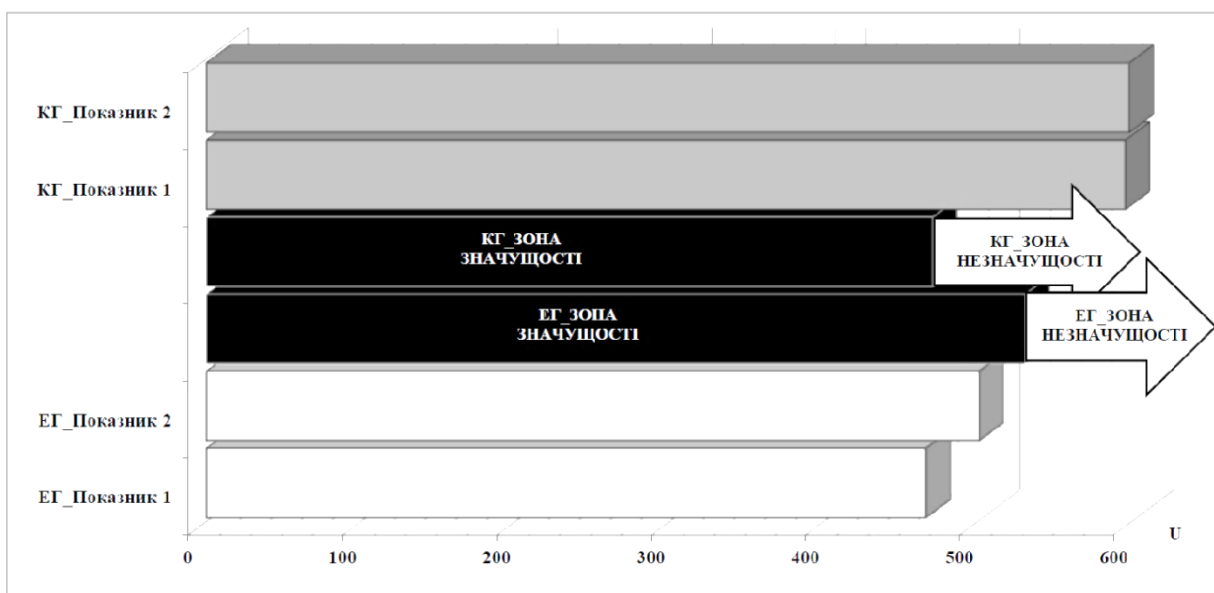 КГ_Показник 2
КГ_Показник 1
КГ_ЗОНА
ЗНАЧУЩОСТІ
КГ_ЗОНА
НЕЗНАЧУЩОСТІ
ЕГ_ЗОПА
ЗНАЧУЩОСТІ
ЕГ_ЗОНА
НЕЗНАЧУЩОСТІ
ЕГ_Показник 2
ЕГ_Показник 1
U
0 100 200 300 400 500 600